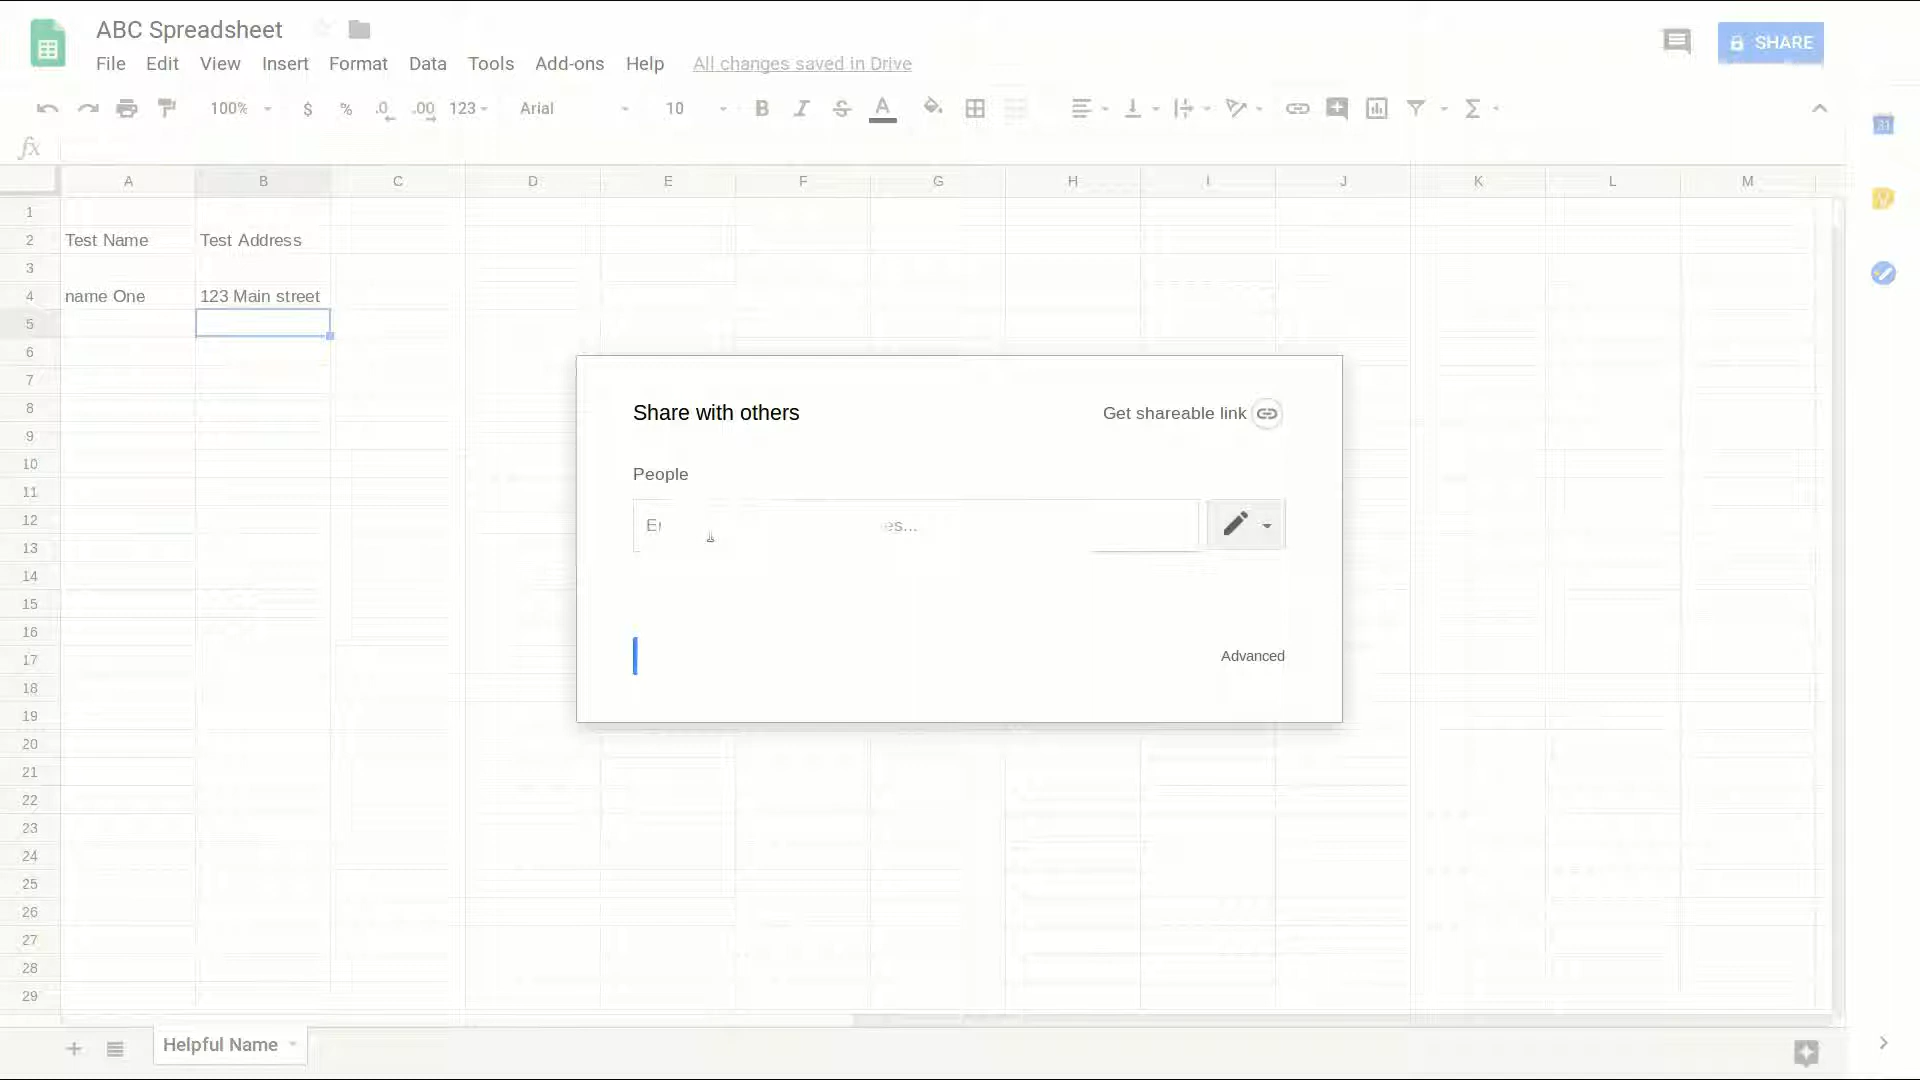 ABC Spreadsheet
File Edit View Insert Format Data Tools Add-ons Help All changes saved in Drive
SHARE
100% $ % .0 .00 123 Arial 10 B I S A Σ
fx
31
A B C D E F G H I J K L M
1
2 Test Name Test Address
3
4 name One 123 Main street
5
6
7
8
9
10
11
12
13
14
15
16
17
18
19
20
21
22
23
24
25
26
27
28
29
Share with others Get shareable link
People
es...
Advanced
Helpful Name